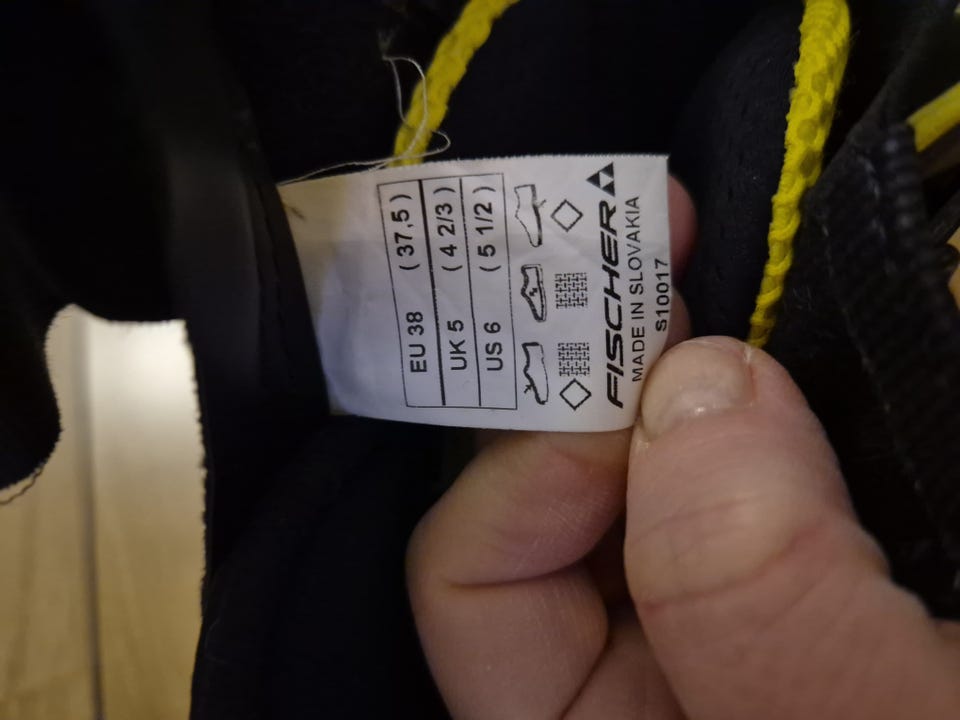 EU 38 ( 37,5 )
UK 5 ( 4 2/3 )
US 6 ( 5 1/2 )
FISCHER
MADE IN SLOVAKIA
S10017